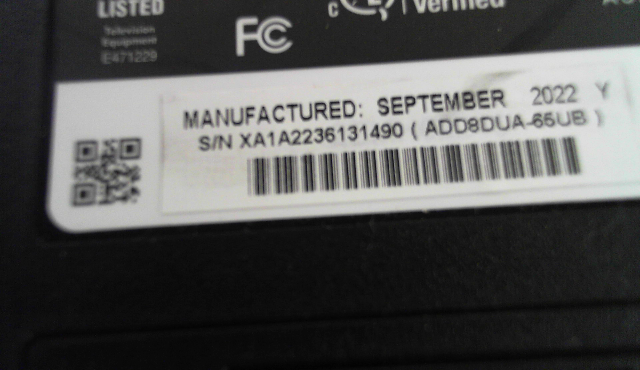 LISTED
Television
Equipment
E471229
FC
Verified
MANUFACTURED: SEPTEMBER 2022 Y
S/N XA1A2236131490 ( ADD8DUA-65UB )